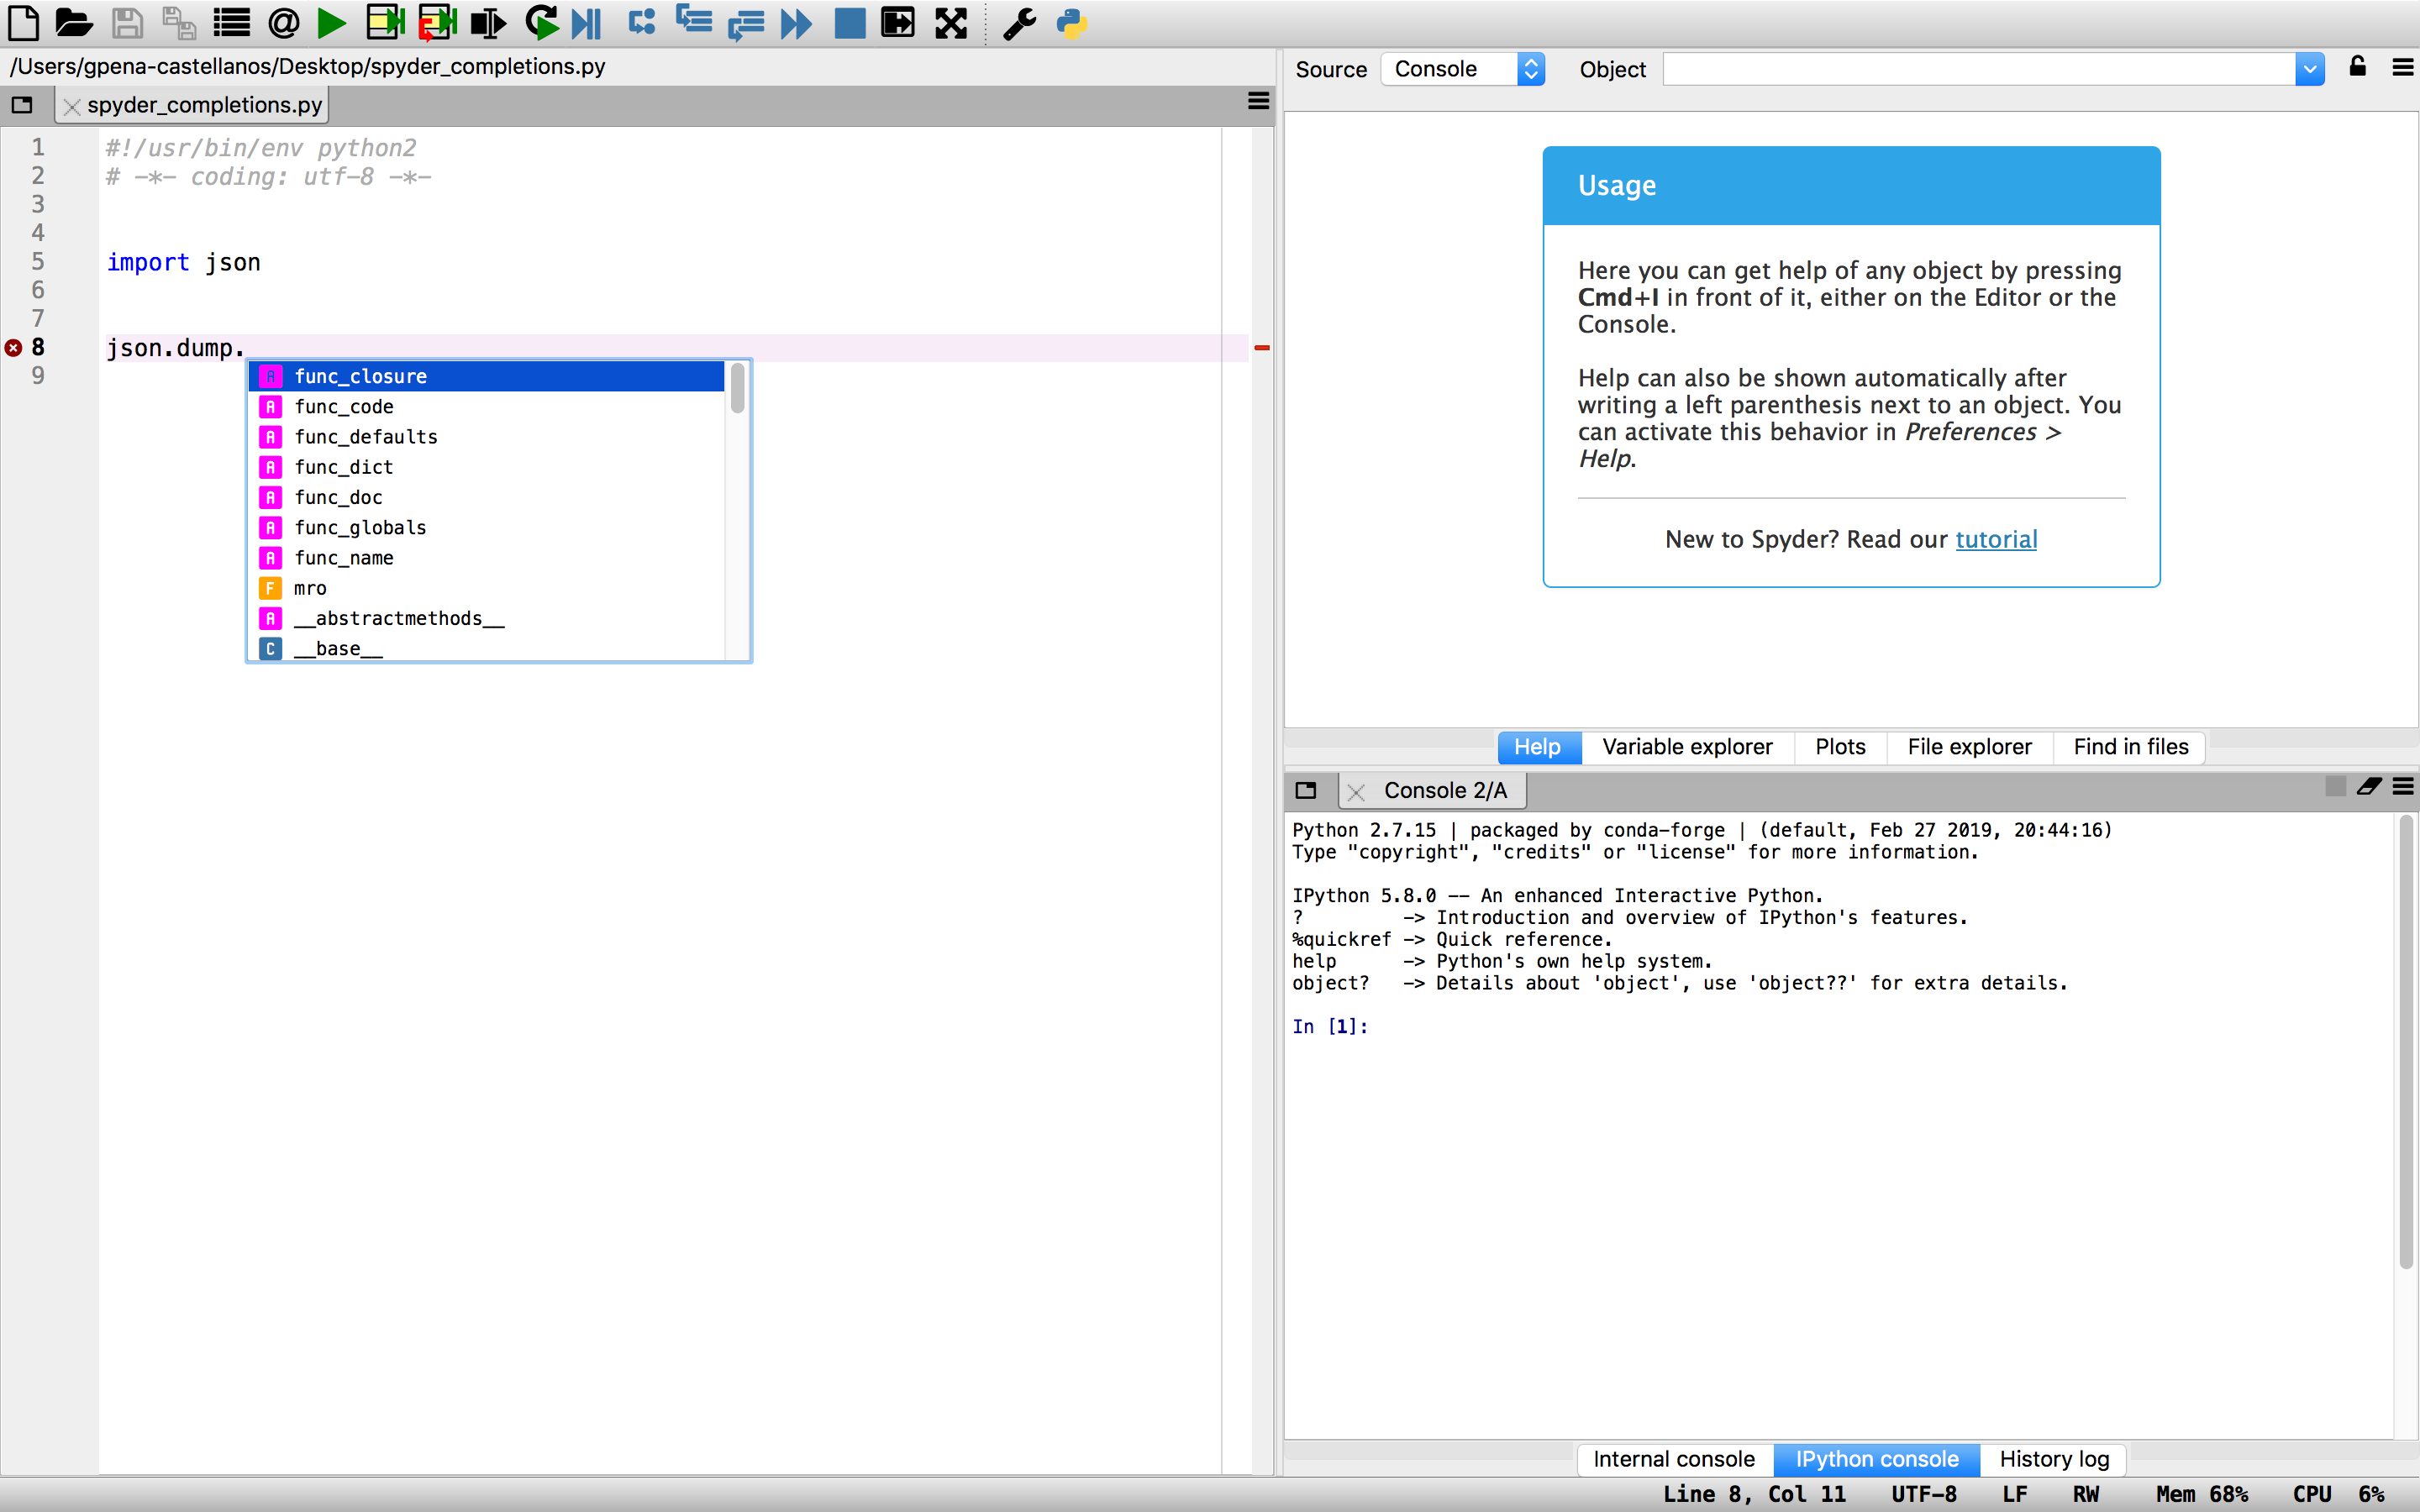 /Users/gpena-castellanos/Desktop/spyder_completions.py
spyder_completions.py
1 #!/usr/bin/env python2
2 # -*- coding: utf-8 -*-
3
4
5 import json
6
7
8 json.dump.
9
A func_closure
A func_code
A func_defaults
A func_dict
A func_doc
A func_globals
A func_name
F mro
A __abstractmethods__
C __base__
Source Console Object
Usage
Here you can get help of any object by pressing
Cmd+I in front of it, either on the Editor or the
Console.
Help can also be shown automatically after
writing a left parenthesis next to an object. You
can activate this behavior in Preferences >
Help.
New to Spyder? Read our tutorial
Help Variable explorer Plots File explorer Find in files
Console 2/A
Python 2.7.15 | packaged by conda-forge | (default, Feb 27 2019, 20:44:16)
Type "copyright", "credits" or "license" for more information.
IPython 5.8.0 -- An enhanced Interactive Python.
? -> Introduction and overview of IPython's features.
%quickref -> Quick reference.
help -> Python's own help system.
object? -> Details about 'object', use 'object??' for extra details.
In [1]:
Internal console IPython console History log
Line 8, Col 11 UTF-8 LF RW Mem 68% CPU 6%